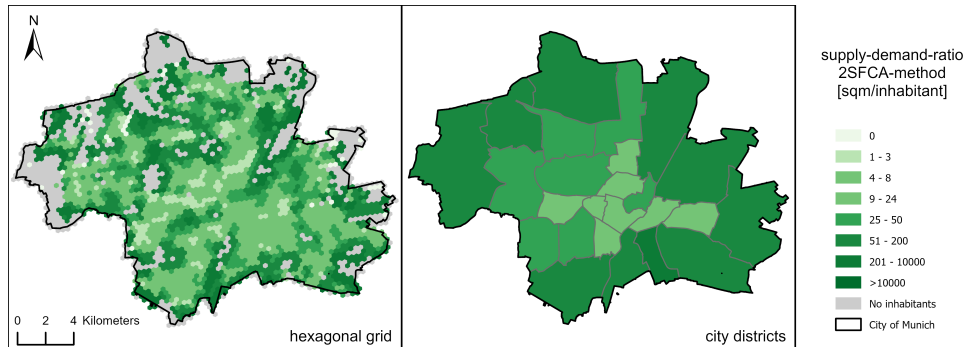 N
0 2 4 Kilometers
hexagonal grid
city districts
supply-demand-ratio
2SFCA-method
[sqm/inhabitant]
0
1 - 3
4 - 8
9 - 24
25 - 50
51 - 200
201 - 10000
>10000
No inhabitants
City of Munich